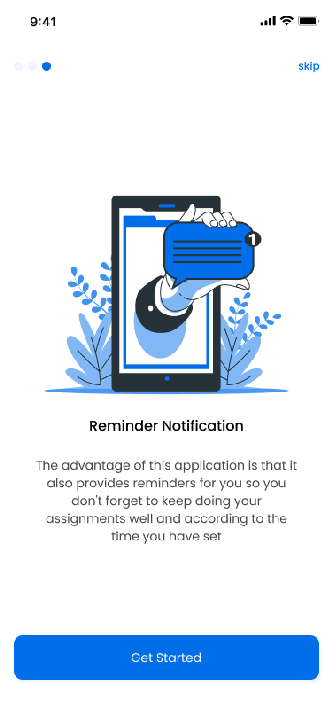 9:41
skip
1
Reminder Notification
The advantage of this application is that it
also provides reminders for you so you
don't forget to keep doing your
assignments well and according to the
time you have set
Get Started